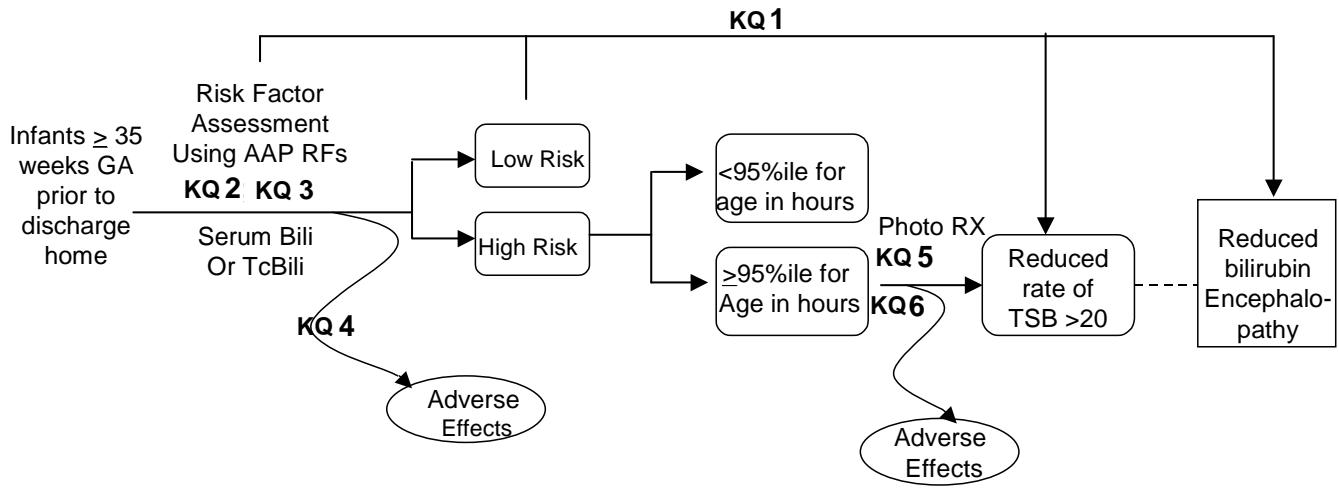 KQ 1
Infants ≥ 35
weeks GA
prior to
discharge
home
Risk Factor
Assessment
Using AAP RFs
KQ 2 KQ 3
Serum Bili
Or TcBili
KQ 4
Adverse
Effects
Low Risk
High Risk
<95%ile for
age in hours
≥95%ile for
Age in hours
Photo RX
KQ 5
KQ6
Adverse
Effects
Reduced
rate of
TSB >20
Reduced
bilirubin
Encephalo-
pathy